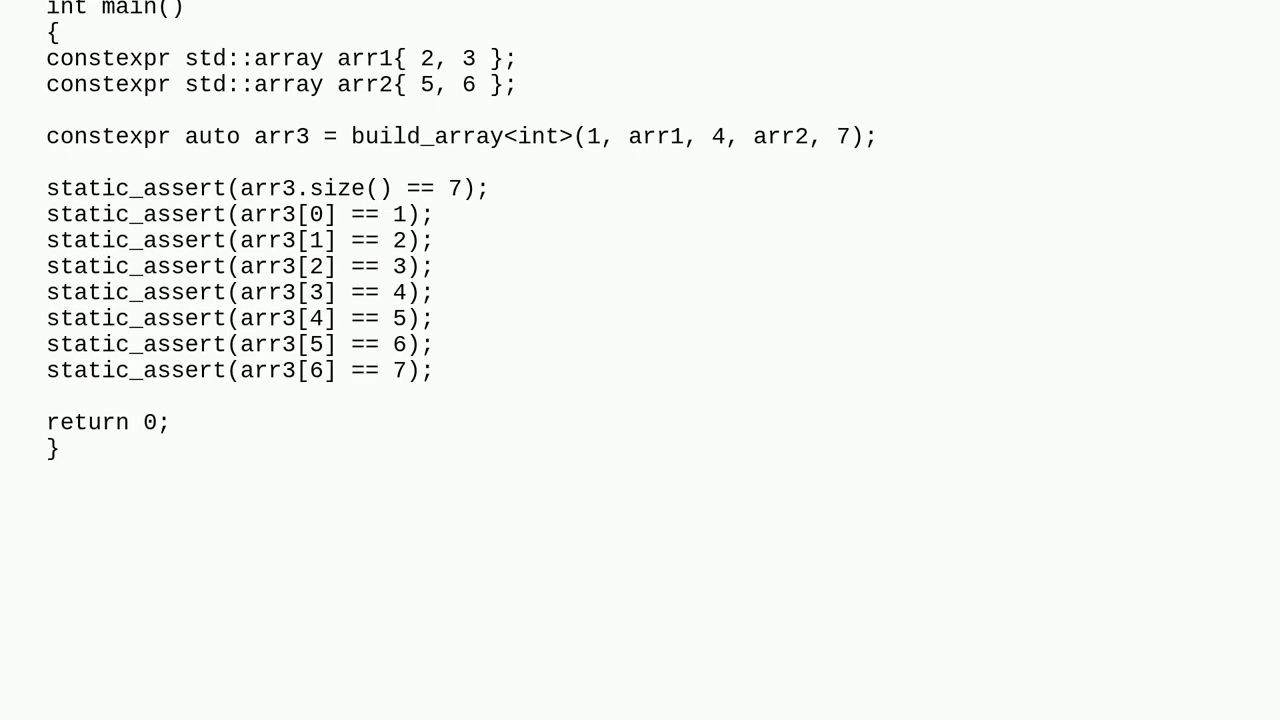 int main()
{
constexpr std::array arr1{ 2, 3 };
constexpr std::array arr2{ 5, 6 };
constexpr auto arr3 = build_array<int>(1, arr1, 4, arr2, 7);
static_assert(arr3.size() == 7);
static_assert(arr3[0] == 1);
static_assert(arr3[1] == 2);
static_assert(arr3[2] == 3);
static_assert(arr3[3] == 4);
static_assert(arr3[4] == 5);
static_assert(arr3[5] == 6);
static_assert(arr3[6] == 7);
return 0;
}